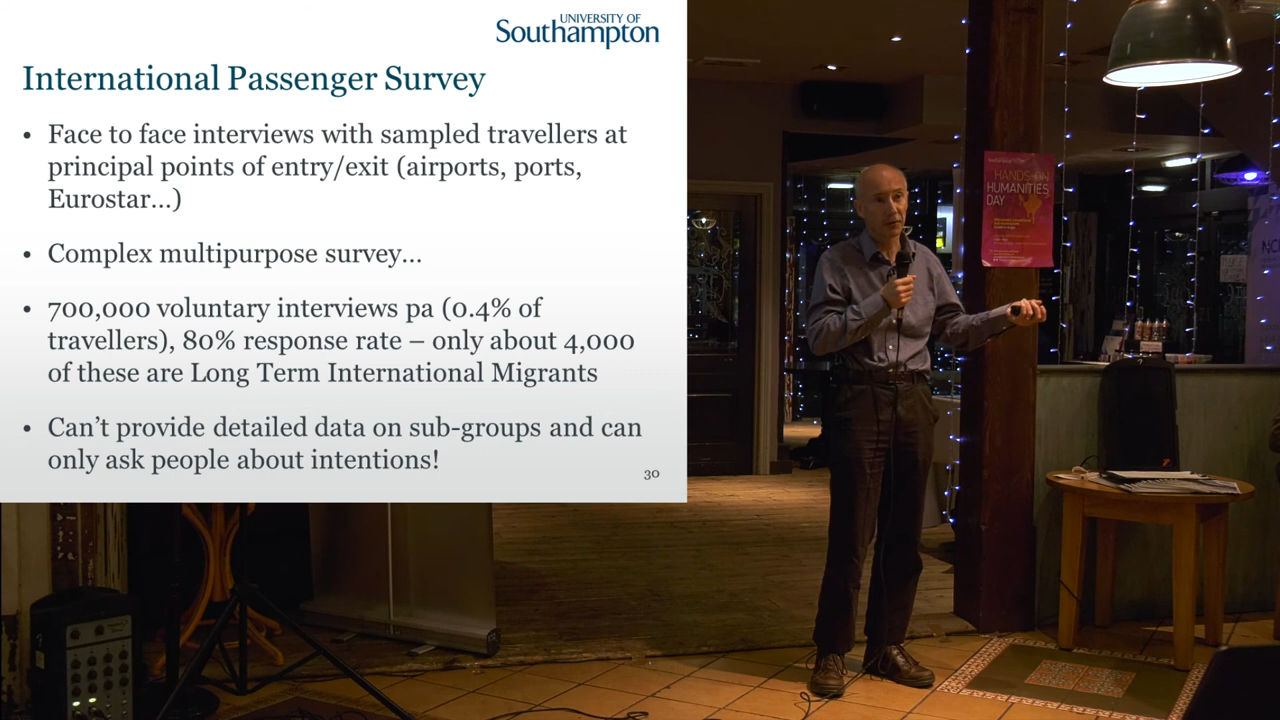 UNIVERSITY OF
Southampton
International Passenger Survey
• Face to face interviews with sampled travellers at
principal points of entry/exit (airports, ports,
Eurostar…)
• Complex multipurpose survey…
• 700,000 voluntary interviews pa (0.4% of
travellers), 80% response rate – only about 4,000
of these are Long Term International Migrants
• Can't provide detailed data on sub-groups and can
only ask people about intentions!
30
HANDS-ON
HUMANITIES
DAY